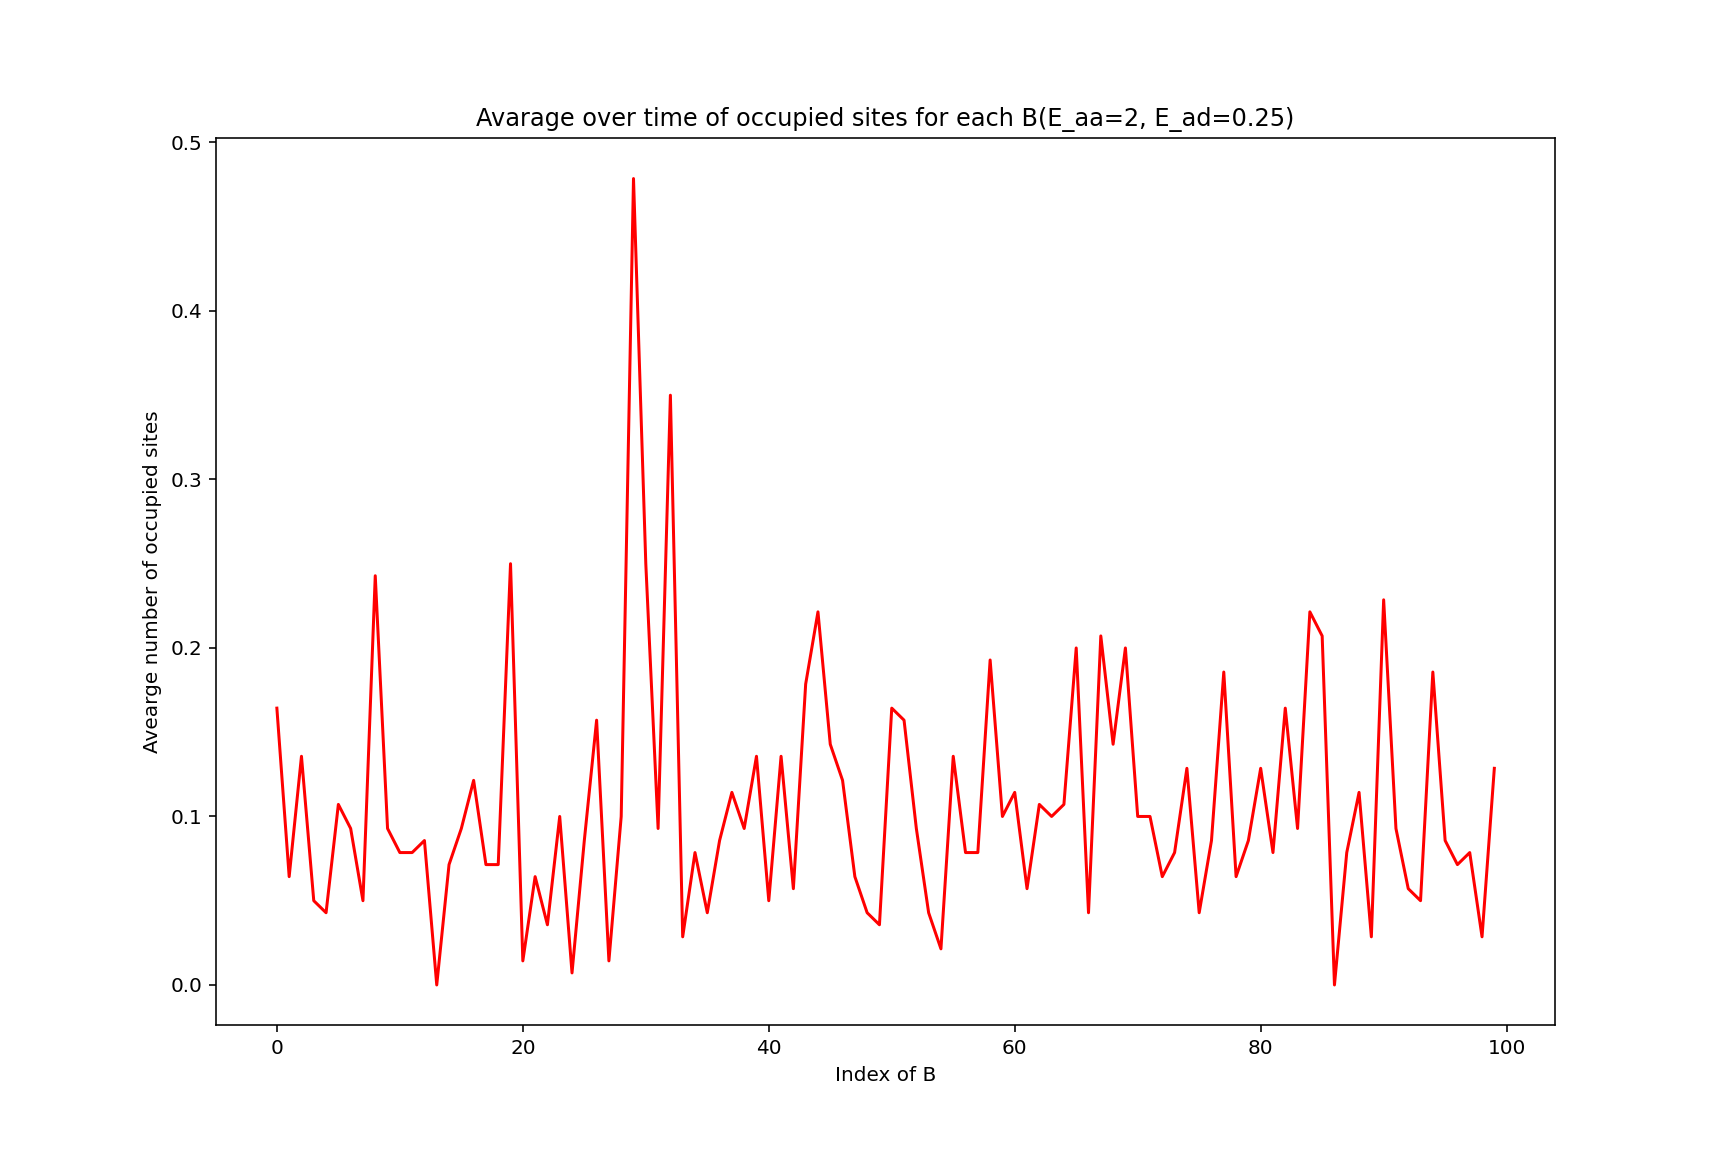 Avarage over time of occupied sites for each B(E_aa=2, E_ad=0.25)
0.5
0.4
0.3
0.2
0.1
0.0
Avearge number of occupied sites
0 20 40 60 80 100
Index of B